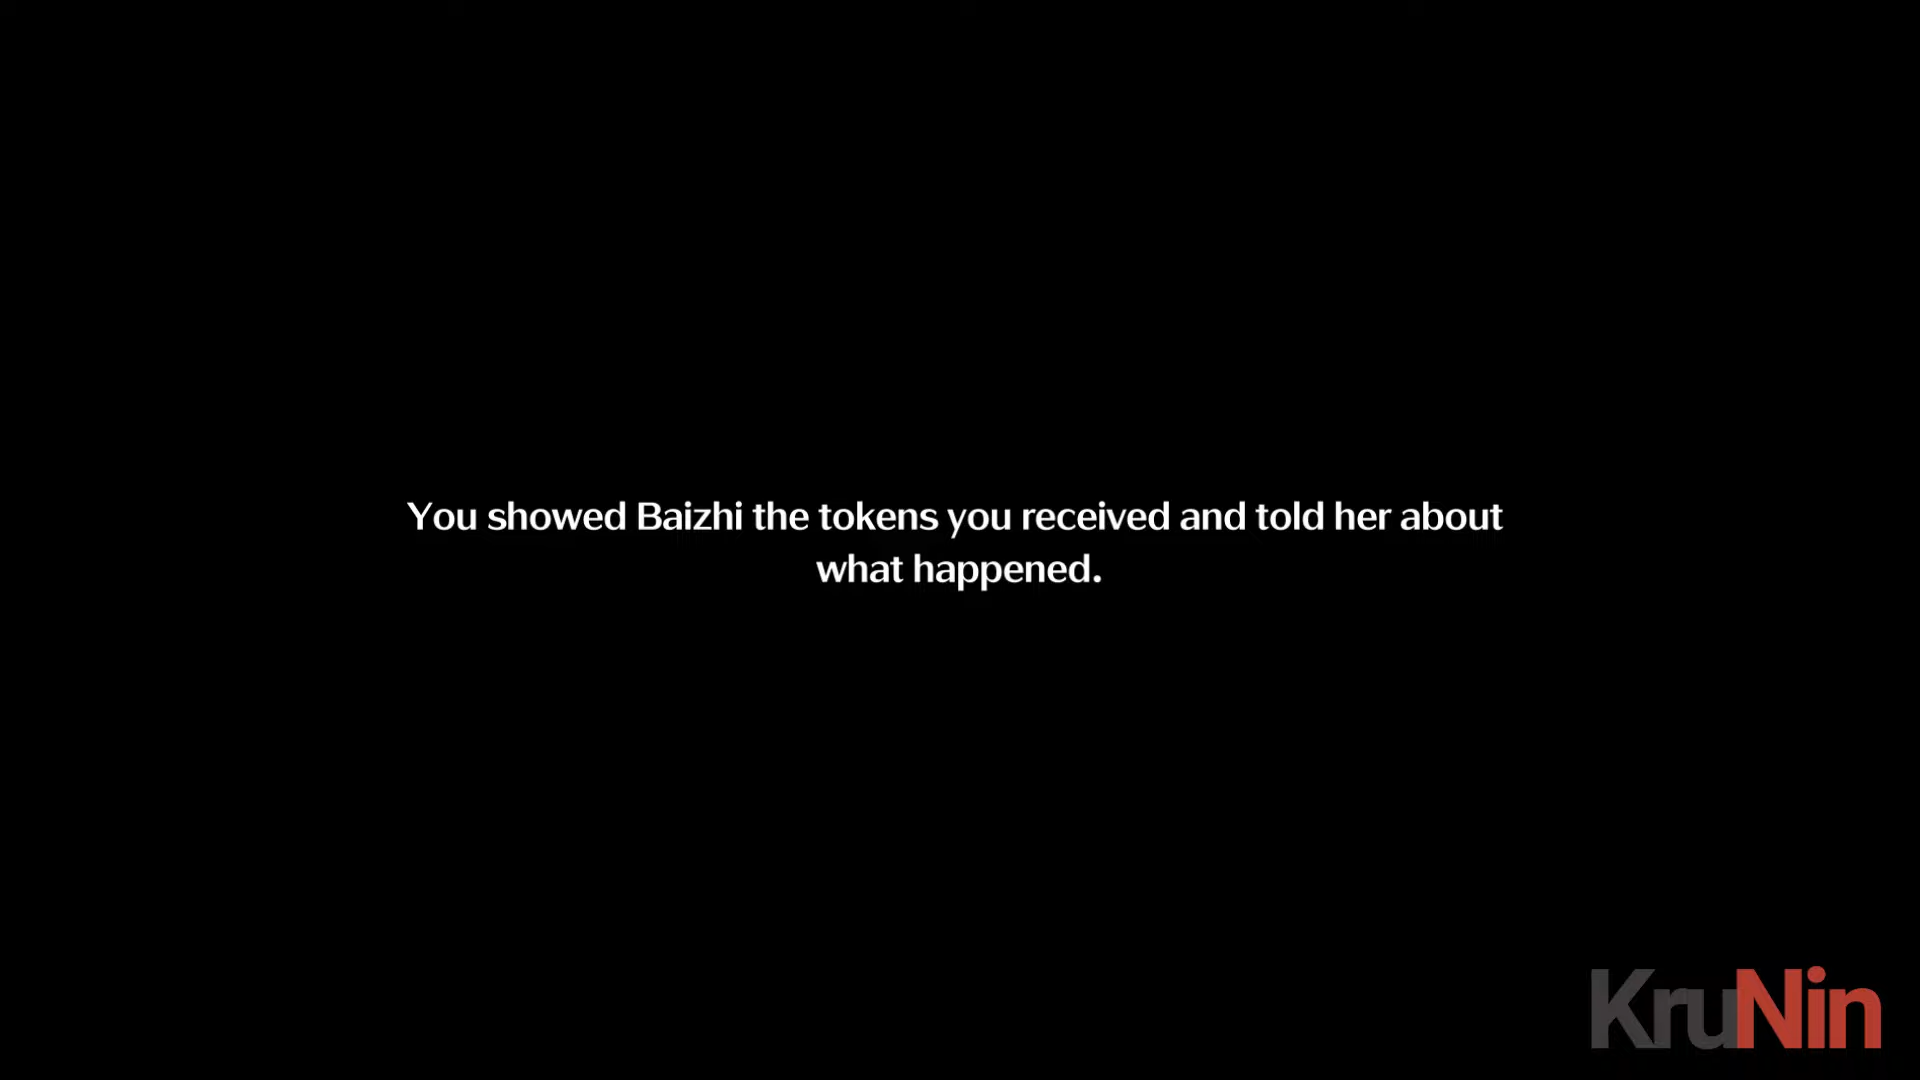 You showed Baizhi the tokens you received and told her about
what happened.
KruNin